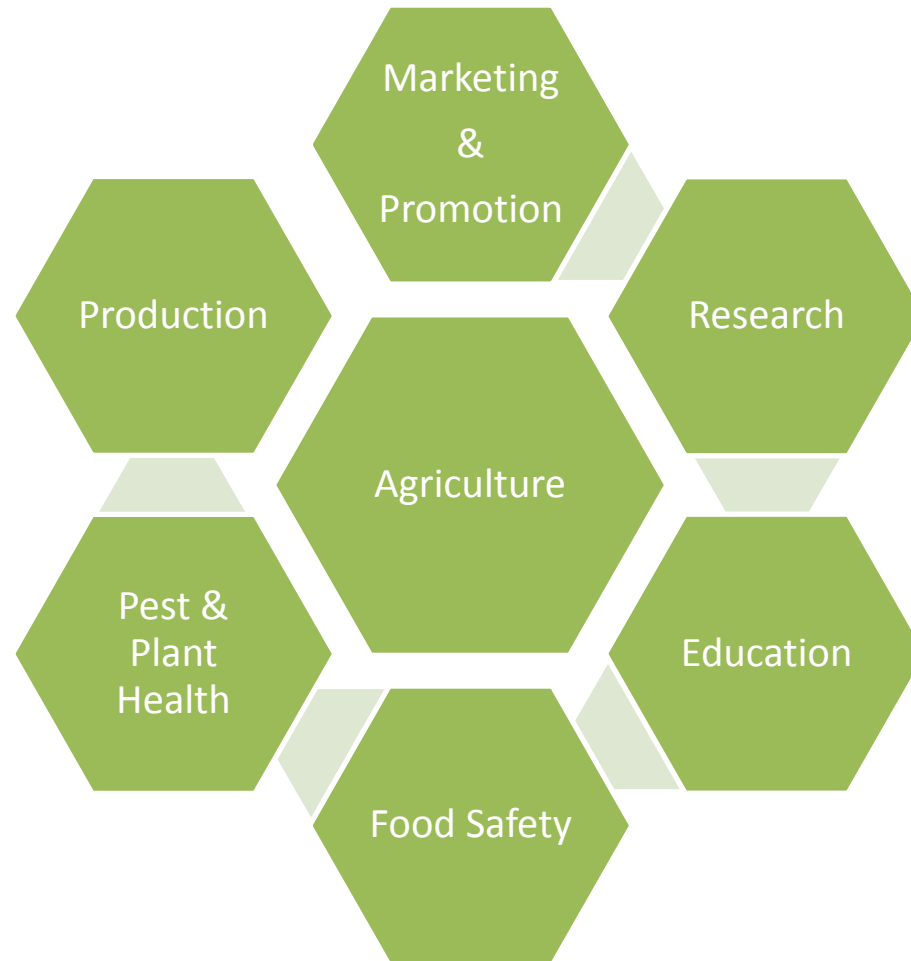 Marketing
&
Promotion
Production
Research
Agriculture
Pest &
Plant
Health
Education
Food Safety